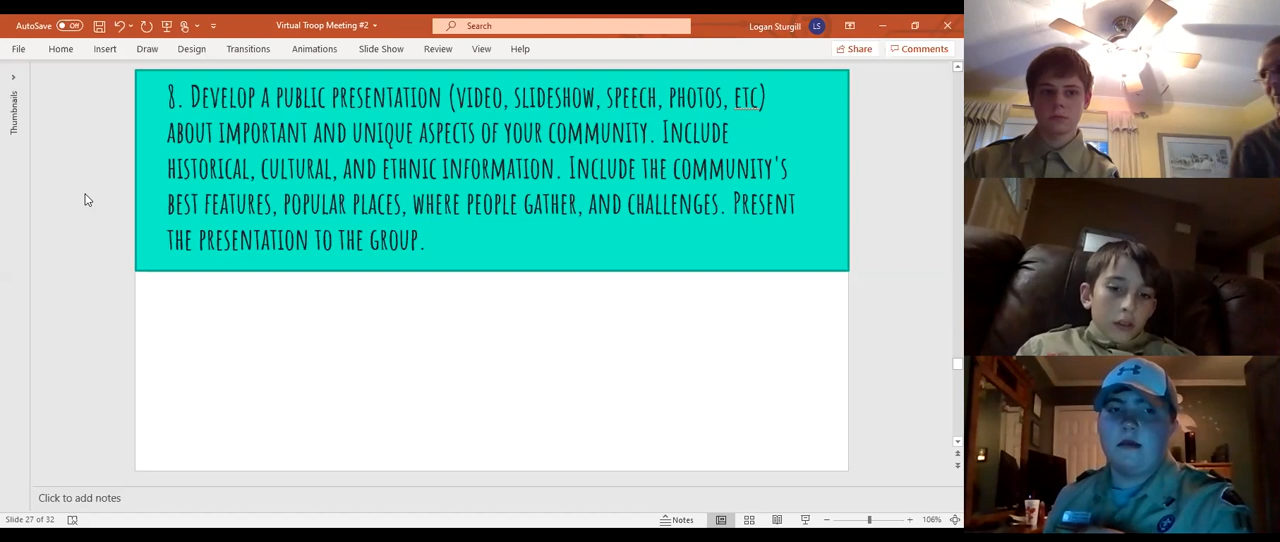 AutoSave Off Virtual Troop Meeting #2 Search Logan Sturgill LS
File Home Insert Draw Design Transitions Animations Slide Show Review View Help Share Comments
Thumbnails
8. DEVELOP A PUBLIC PRESENTATION (VIDEO, SLIDESHOW, SPEECH, PHOTOS, ETC)
ABOUT IMPORTANT AND UNIQUE ASPECTS OF YOUR COMMUNITY. INCLUDE
HISTORICAL, CULTURAL, AND ETHNIC INFORMATION. INCLUDE THE COMMUNITY'S
BEST FEATURES, POPULAR PLACES, WHERE PEOPLE GATHER, AND CHALLENGES. PRESENT
THE PRESENTATION TO THE GROUP.
Click to add notes
Slide 27 of 32 Notes 106%